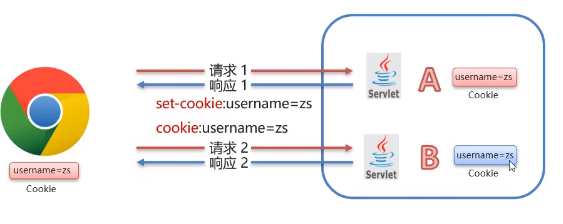 请求 1
响应 1
set-cookie:username=zs
cookie:username=zs
请求 2
响应 2
username=zs
Cookie
Servlet
A
username=zs
Cookie
Servlet
B
username=zs
Cookie